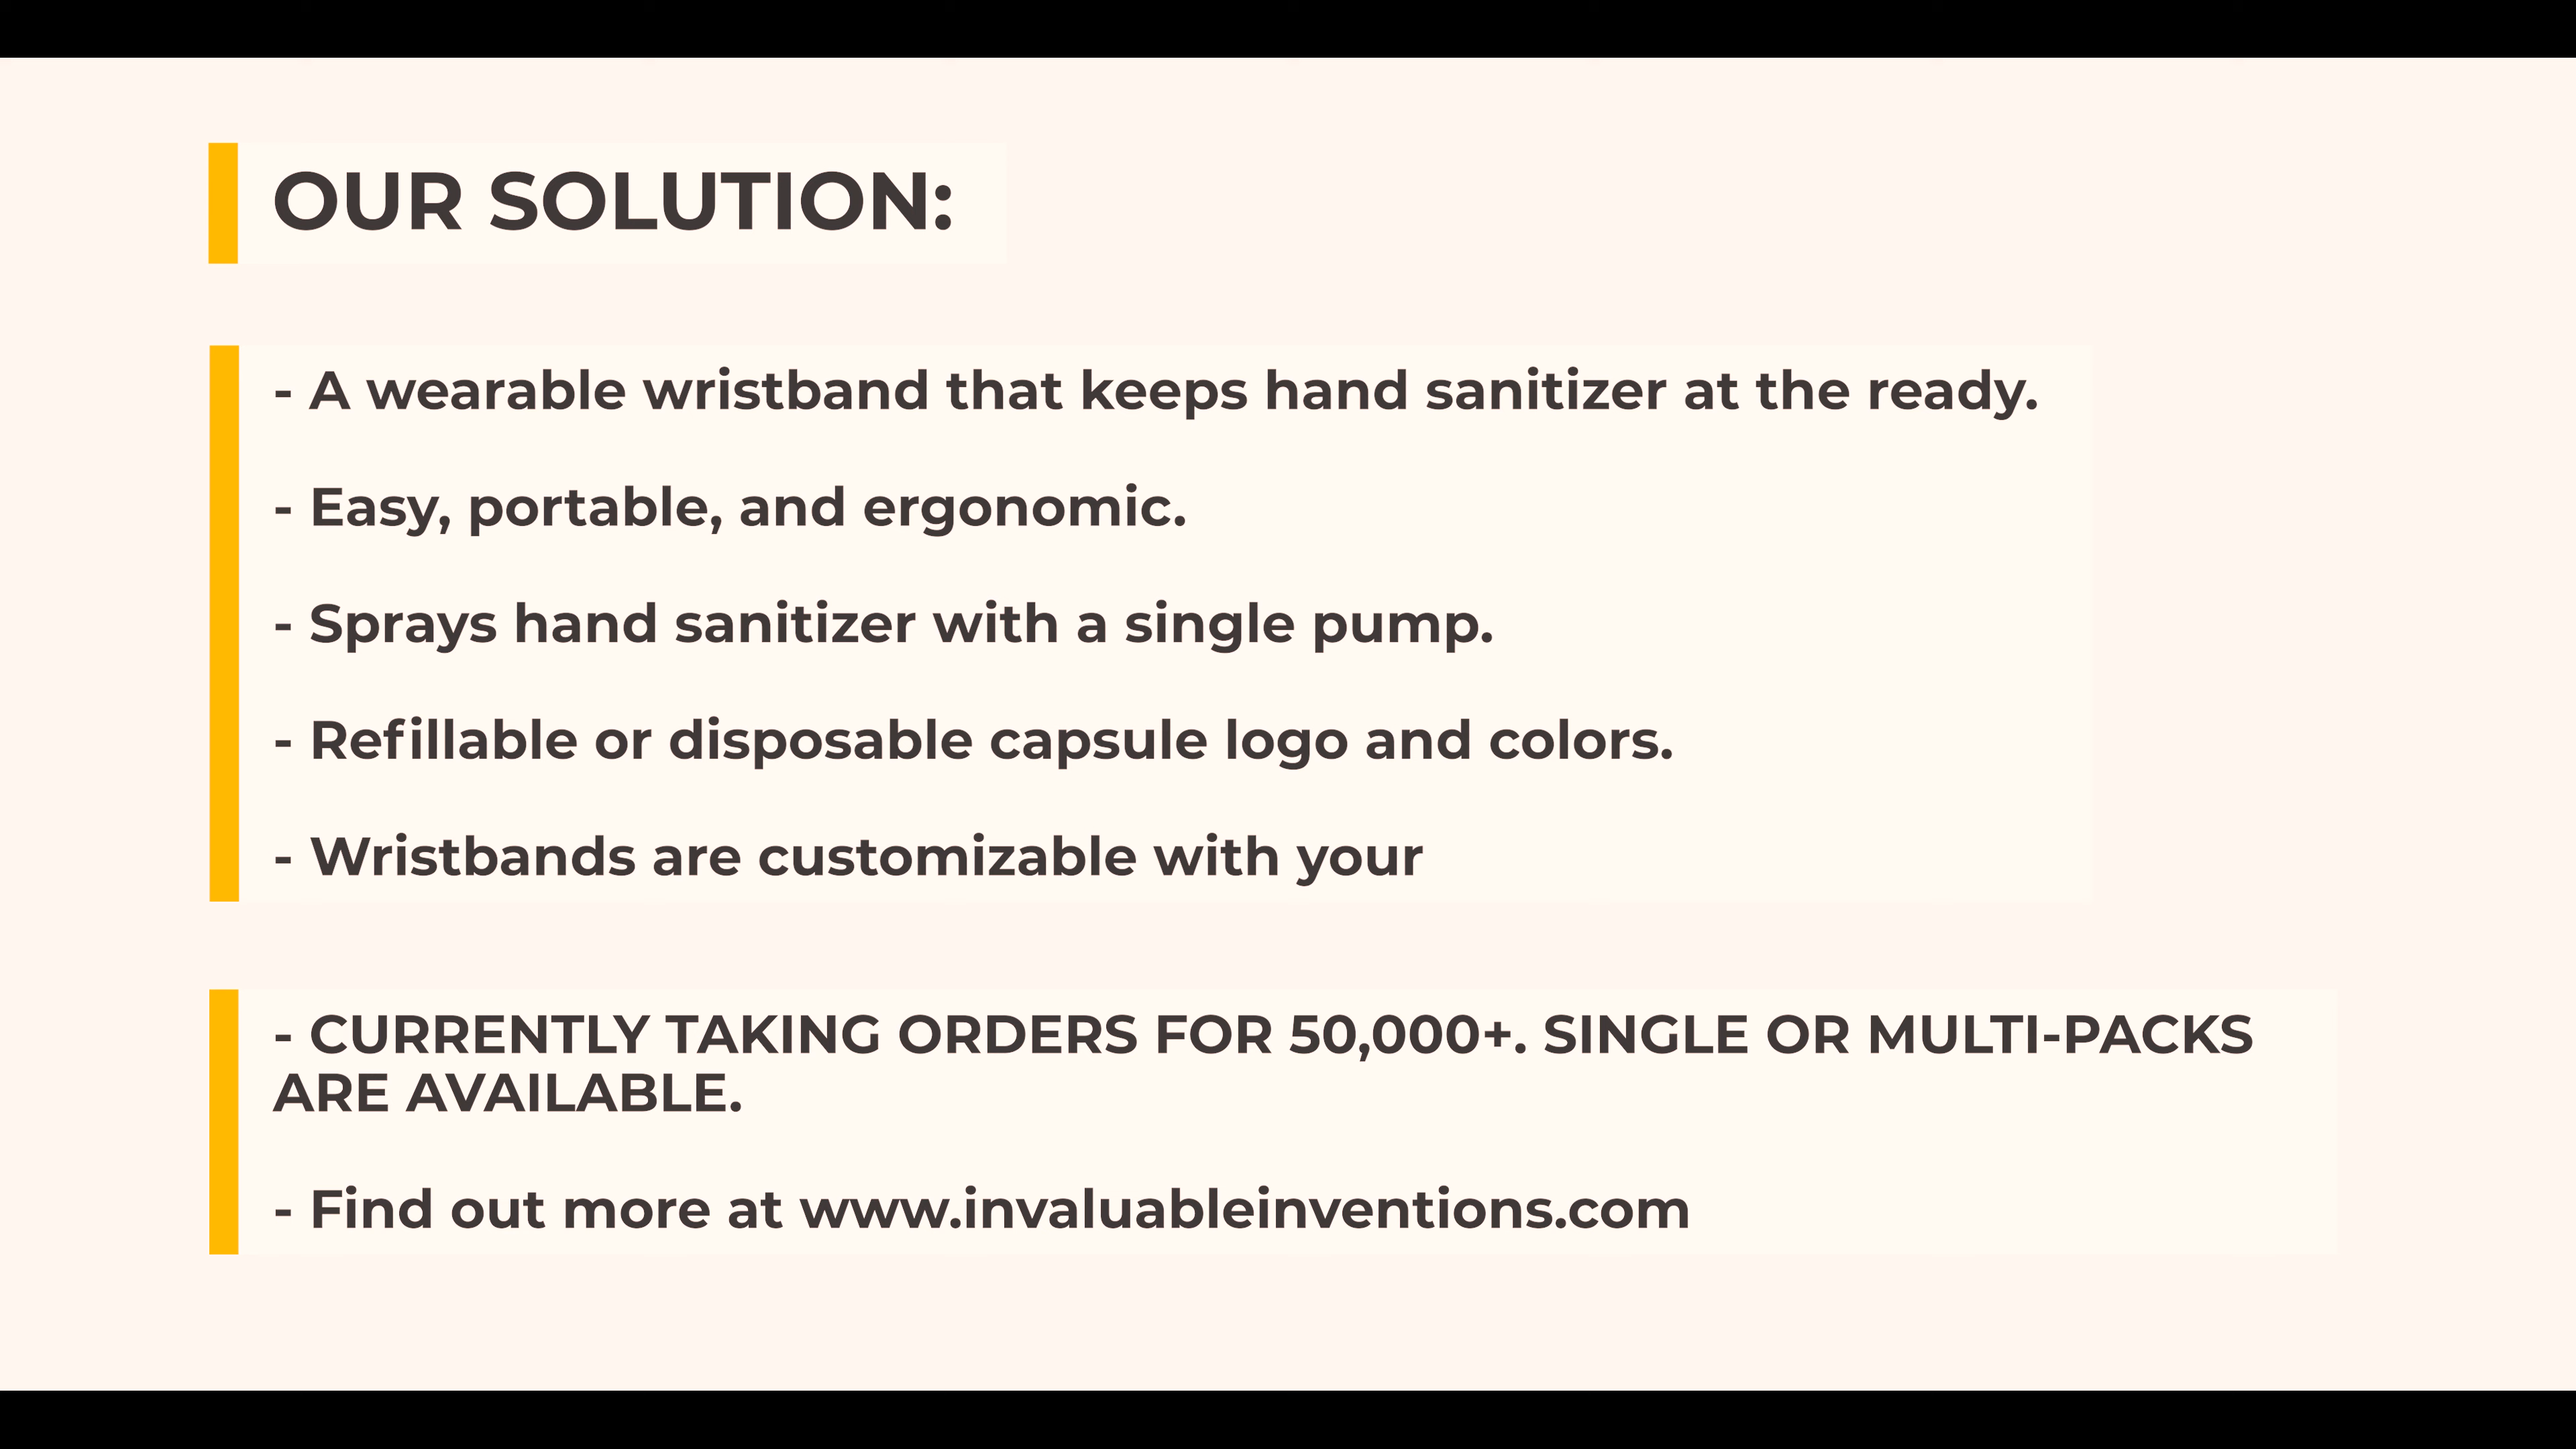 OUR SOLUTION:
- A wearable wristband that keeps hand sanitizer at the ready.
- Easy, portable, and ergonomic.
- Sprays hand sanitizer with a single pump.
- Refillable or disposable capsule logo and colors.
- Wristbands are customizable with your
- CURRENTLY TAKING ORDERS FOR 50,000+. SINGLE OR MULTI-PACKS
ARE AVAILABLE.
- Find out more at www.invaluableinventions.com